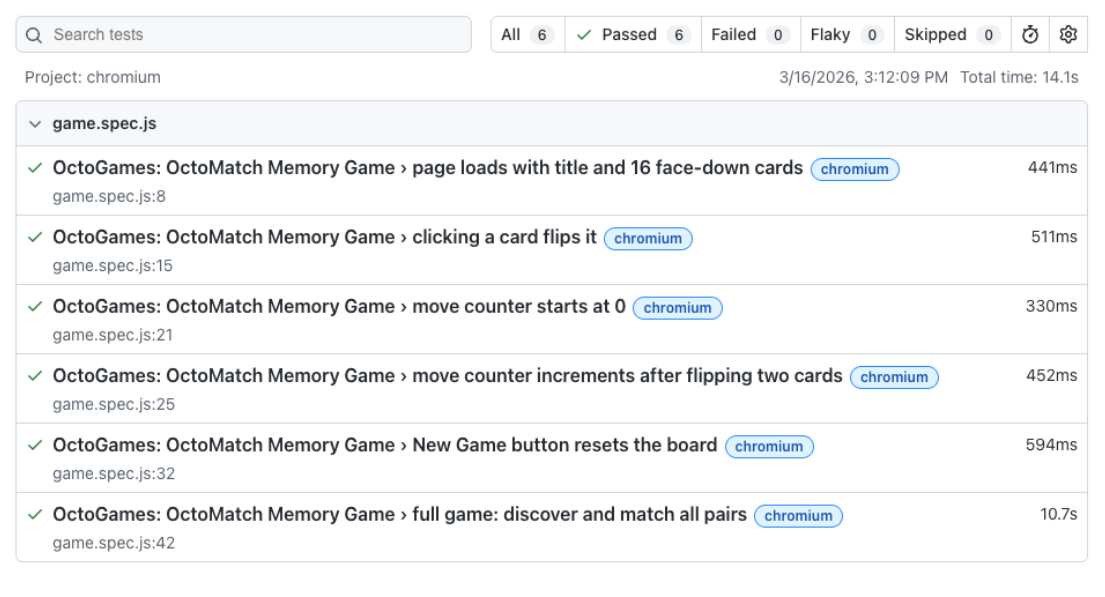 Search tests
All 6 Passed 6 Failed 0 Flaky 0 Skipped 0
Project: chromium 3/16/2026, 3:12:09 PM Total time: 14.1s
game.spec.js
OctoGames: OctoMatch Memory Game › page loads with title and 16 face-down cards chromium 441ms
game.spec.js:8
OctoGames: OctoMatch Memory Game › clicking a card flips it chromium 511ms
game.spec.js:15
OctoGames: OctoMatch Memory Game › move counter starts at 0 chromium 330ms
game.spec.js:21
OctoGames: OctoMatch Memory Game › move counter increments after flipping two cards chromium 452ms
game.spec.js:25
OctoGames: OctoMatch Memory Game › New Game button resets the board chromium 594ms
game.spec.js:32
OctoGames: OctoMatch Memory Game › full game: discover and match all pairs chromium 10.7s
game.spec.js:42